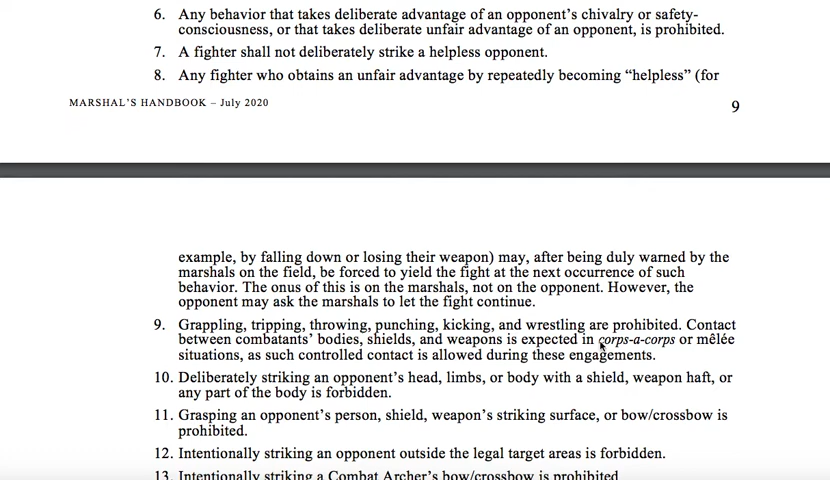 6. Any behavior that takes deliberate advantage of an opponent's chivalry or safety-
consciousness, or that takes deliberate unfair advantage of an opponent, is prohibited.
7. A fighter shall not deliberately strike a helpless opponent.
8. Any fighter who obtains an unfair advantage by repeatedly becoming “helpless” (for
MARSHAL'S HANDBOOK – July 2020
9
example, by falling down or losing their weapon) may, after being duly warned by the
marshals on the field, be forced to yield the fight at the next occurrence of such
behavior. The onus of this is on the marshals, not on the opponent. However, the
opponent may ask the marshals to let the fight continue.
9. Grappling, tripping, throwing, punching, kicking, and wrestling are prohibited. Contact
between combatants' bodies, shields, and weapons is expected in corps-a-corps or mêlée
situations, as such controlled contact is allowed during these engagements.
10. Deliberately striking an opponent's head, limbs, or body with a shield, weapon haft, or
any part of the body is forbidden.
11. Grasping an opponent's person, shield, weapon's striking surface, or bow/crossbow is
prohibited.
12. Intentionally striking an opponent outside the legal target areas is forbidden.
13. Intentionally striking a Combat Archer's bow/crossbow is prohibited